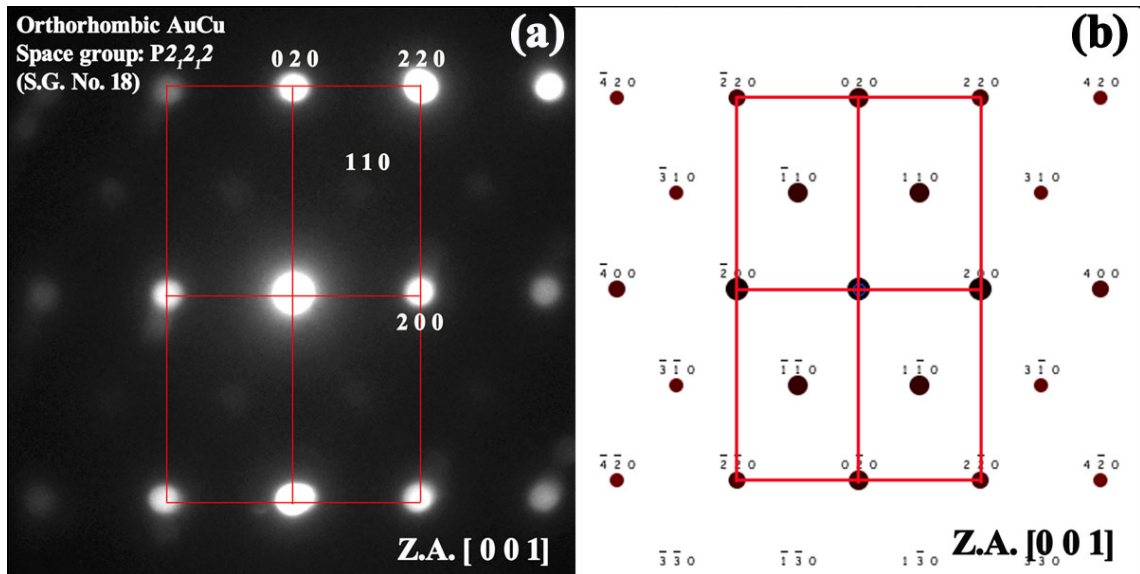 Orthorhombic AuCu
Space group: P2₁2₁2
(S.G. No. 18)
(a)
0 2 0
2 2 0
1 1 0
2 0 0
Z.A. [ 0 0 1]
(b)
4̄ 2 0 2̄ 2 0 0 2 0 2 2 0 4 2 0
3̄ 1 0 1̄ 1 0 1 1 0 3 1 0
4̄ 0 0 2̄ 0 0 2 0 0 4 0 0
3̄ 1̄ 0 1̄ 1̄ 0 1 1̄ 0 3 1̄ 0
4̄ 2̄ 0 2̄ 2̄ 0 0 2̄ 0 2 2̄ 0 4 2̄ 0
Z.A. [0 0 1]
3̄ 3̄ 0 1̄ 3̄ 0 1 3̄ 0 3 3̄ 0